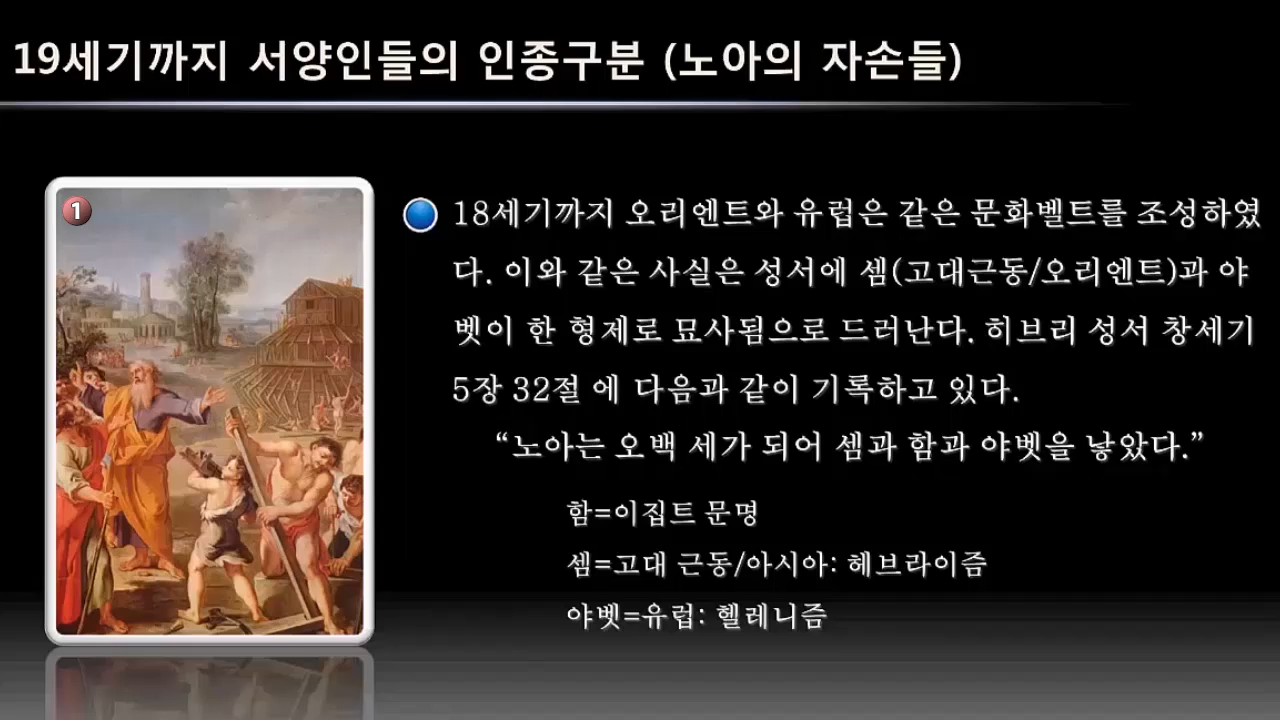 19세기까지 서양인들의 인종구분 (노아의 자손들)
1
18세기까지 오리엔트와 유럽은 같은 문화벨트를 조성하였
다. 이와 같은 사실은 성서에 셈(고대근동/오리엔트)과 야
벳이 한 형제로 묘사됨으로 드러난다. 히브리 성서 창세기
5장 32절 에 다음과 같이 기록하고 있다.
“노아는 오백 세가 되어 셈과 함과 야벳을 낳았다.”
함=이집트 문명
셈=고대 근동/아시아: 헤브라이즘
야벳=유럽: 헬레니즘